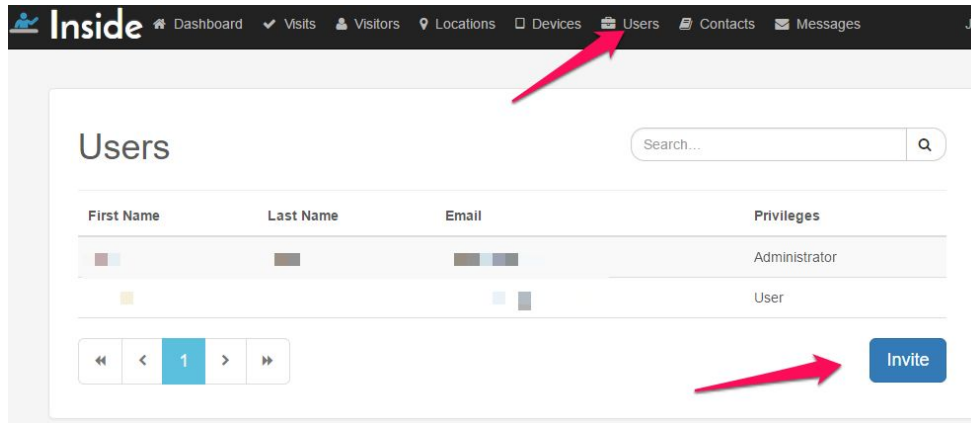 Inside Dashboard Visits Visitors Locations Devices Users Contacts Messages J
Users
Search...
First Name Last Name Email Privileges
Administrator
User
1
Invite